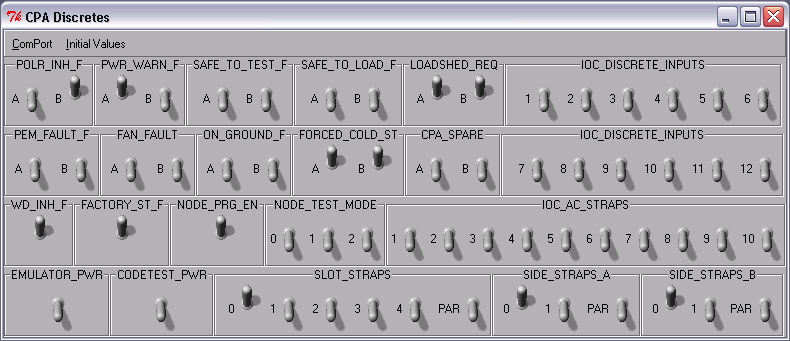 CPA Discretes
ComPort Initial Values
POLR_INH_F PWR_WARN_F SAFE_TO_TEST_F SAFE_TO_LOAD_F LOADSHED_REQ IOC_DISCRETE_INPUTS
A B A B A B A B A B 1 2 3 4 5 6
PEM_FAULT_F FAN_FAULT ON_GROUND_F FORCED_COLD_ST CPA_SPARE IOC_DISCRETE_INPUTS
A B A B A B A B A B 7 8 9 10 11 12
WD_INH_F FACTORY_ST_F NODE_PRG_EN NODE_TEST_MODE IOC_AC_STRAPS
0 1 2 1 2 3 4 5 6 7 8 9 10
EMULATOR_PWR CODETEST_PWR SLOT_STRAPS SIDE_STRAPS_A SIDE_STRAPS_B
0 1 2 3 4 PAR 0 1 PAR 0 1 PAR